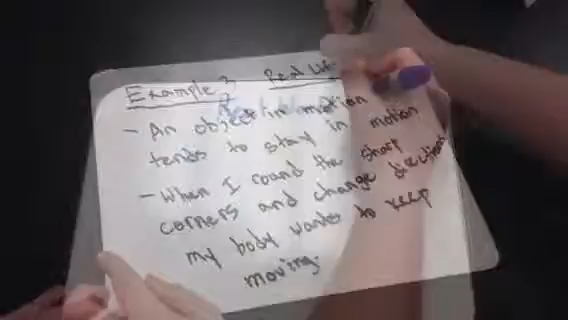 Example 3 Real Life
- An object in motion
tends to stay in motion
- When I round the sharp
corners and change directions
my body wants to keep
moving.